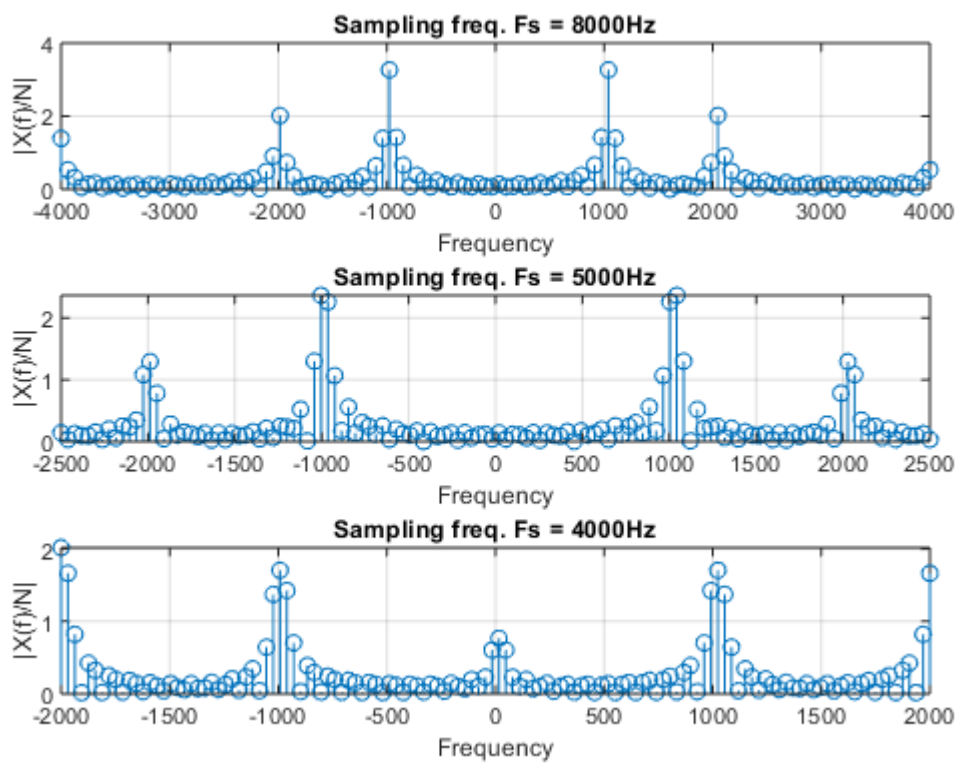 Sampling freq. Fs = 8000Hz
|X(f)/N|
4
2
0
-4000 -3000 -2000 -1000 0 1000 2000 3000 4000
Frequency
Sampling freq. Fs = 5000Hz
|X(f)/N|
2
1
0
-2500 -2000 -1500 -1000 -500 0 500 1000 1500 2000 2500
Frequency
Sampling freq. Fs = 4000Hz
|X(f)/N|
2
1
0
-2000 -1500 -1000 -500 0 500 1000 1500 2000
Frequency